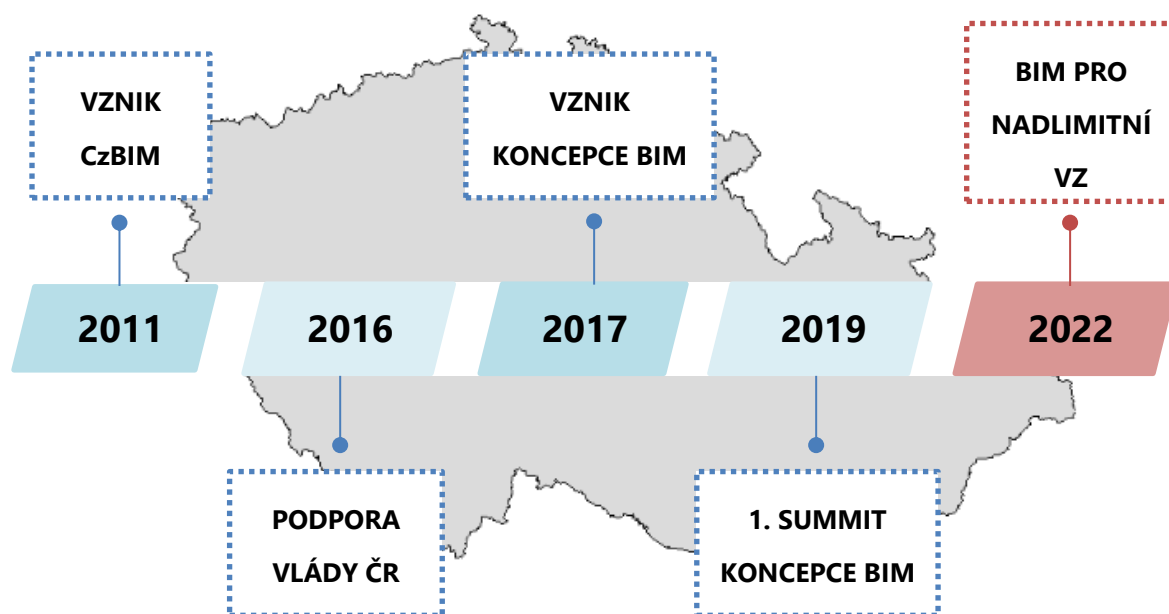 VZNIK
CzBIM
VZNIK
KONCEPCE BIM
BIM PRO
NADLIMITNÍ
VZ
2011
2016
2017
2019
2022
PODPORA
VLÁDY ČR
1. SUMMIT
KONCEPCE BIM